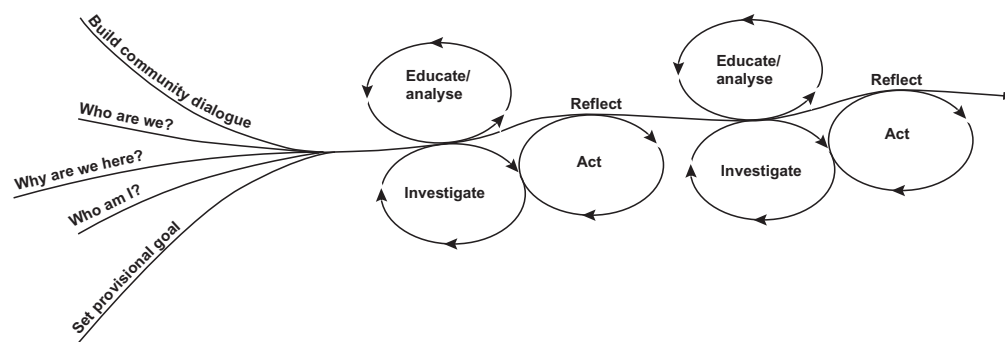 Build community dialogue
Who are we?
Why are we here?
Who am I?
Set provisional goal
Educate/
analyse
Investigate
Reflect
Act
Educate/
analyse
Investigate
Reflect
Act